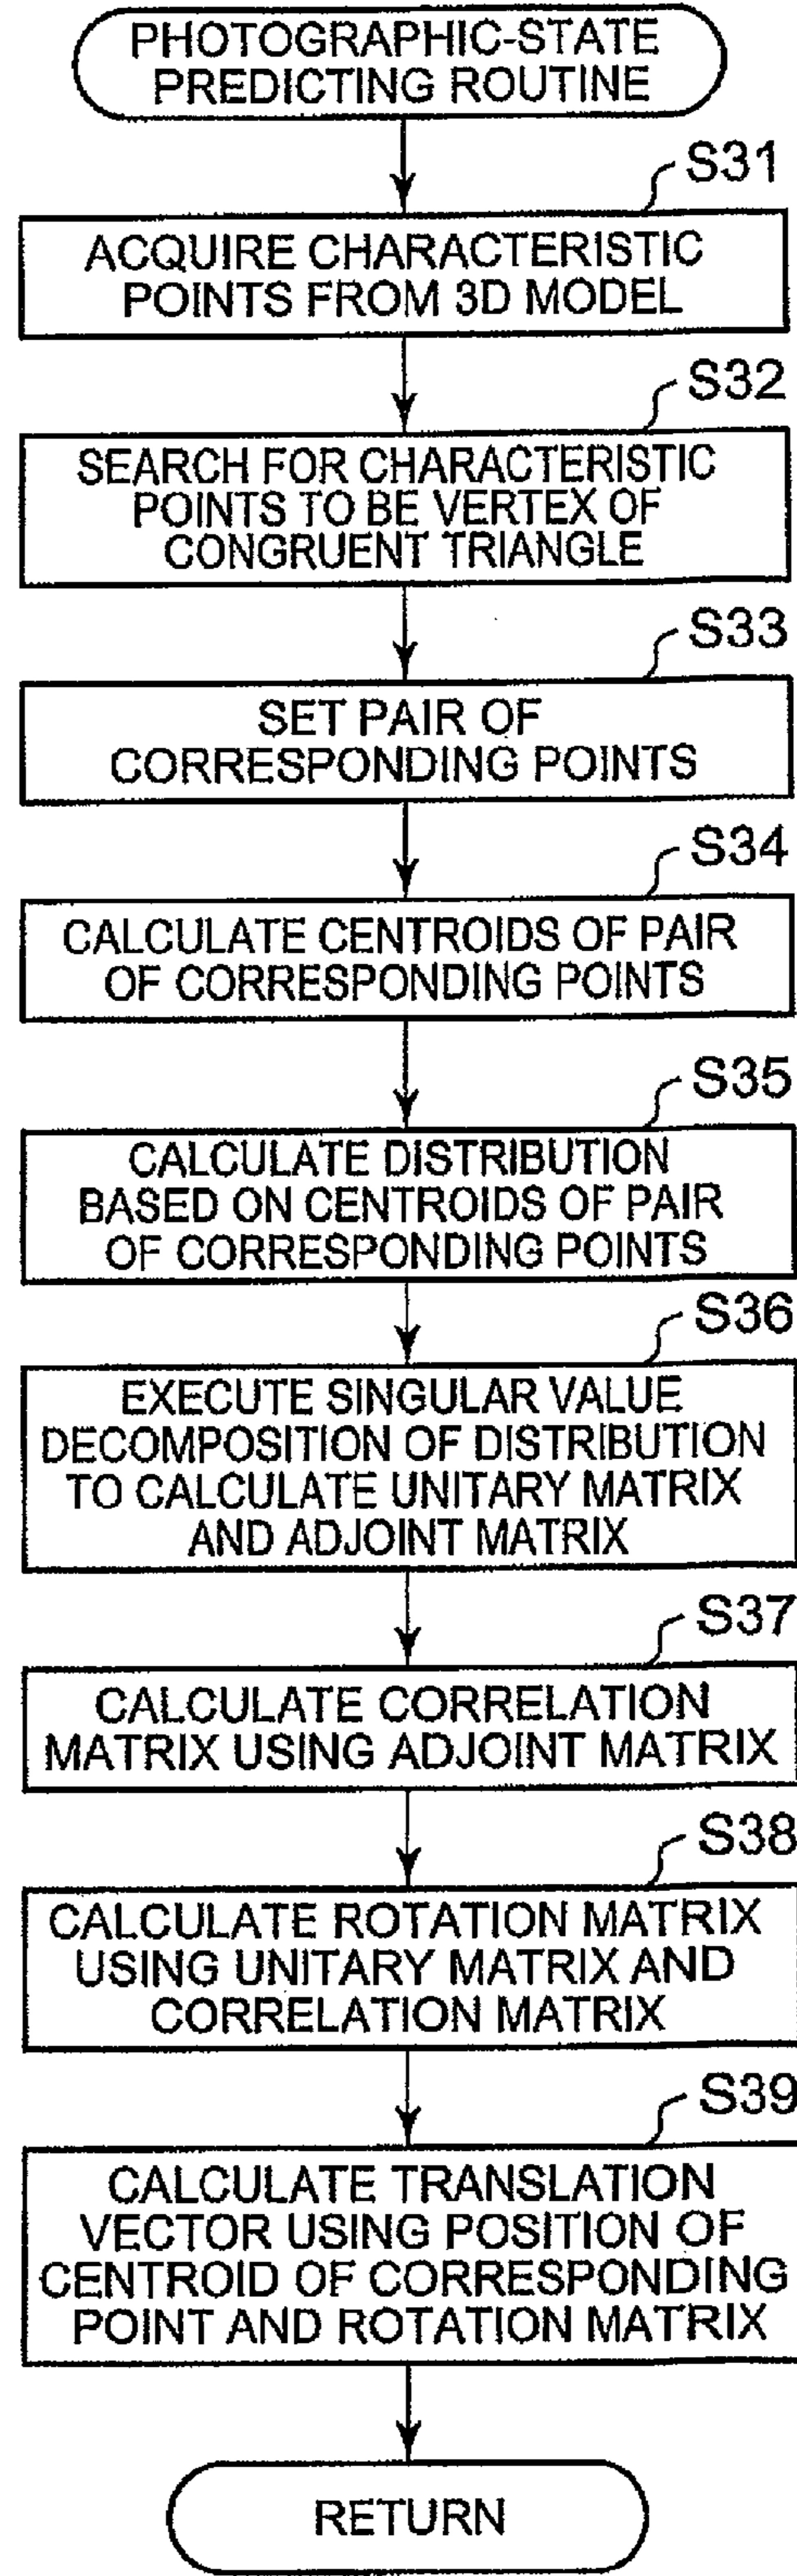 PHOTOGRAPHIC-STATE
PREDICTING ROUTINE
S31
ACQUIRE CHARACTERISTIC
POINTS FROM 3D MODEL
S32
SEARCH FOR CHARACTERISTIC
POINTS TO BE VERTEX OF
CONGRUENT TRIANGLE
S33
SET PAIR OF
CORRESPONDING POINTS
S34
CALCULATE CENTROIDS OF PAIR
OF CORRESPONDING POINTS
S35
CALCULATE DISTRIBUTION
BASED ON CENTROIDS OF PAIR
OF CORRESPONDING POINTS
S36
EXECUTE SINGULAR VALUE
DECOMPOSITION OF DISTRIBUTION
TO CALCULATE UNITARY MATRIX
AND ADJOINT MATRIX
S37
CALCULATE CORRELATION
MATRIX USING ADJOINT MATRIX
S38
CALCULATE ROTATION MATRIX
USING UNITARY MATRIX AND
CORRELATION MATRIX
S39
CALCULATE TRANSLATION
VECTOR USING POSITION OF
CENTROID OF CORRESPONDING
POINT AND ROTATION MATRIX
RETURN